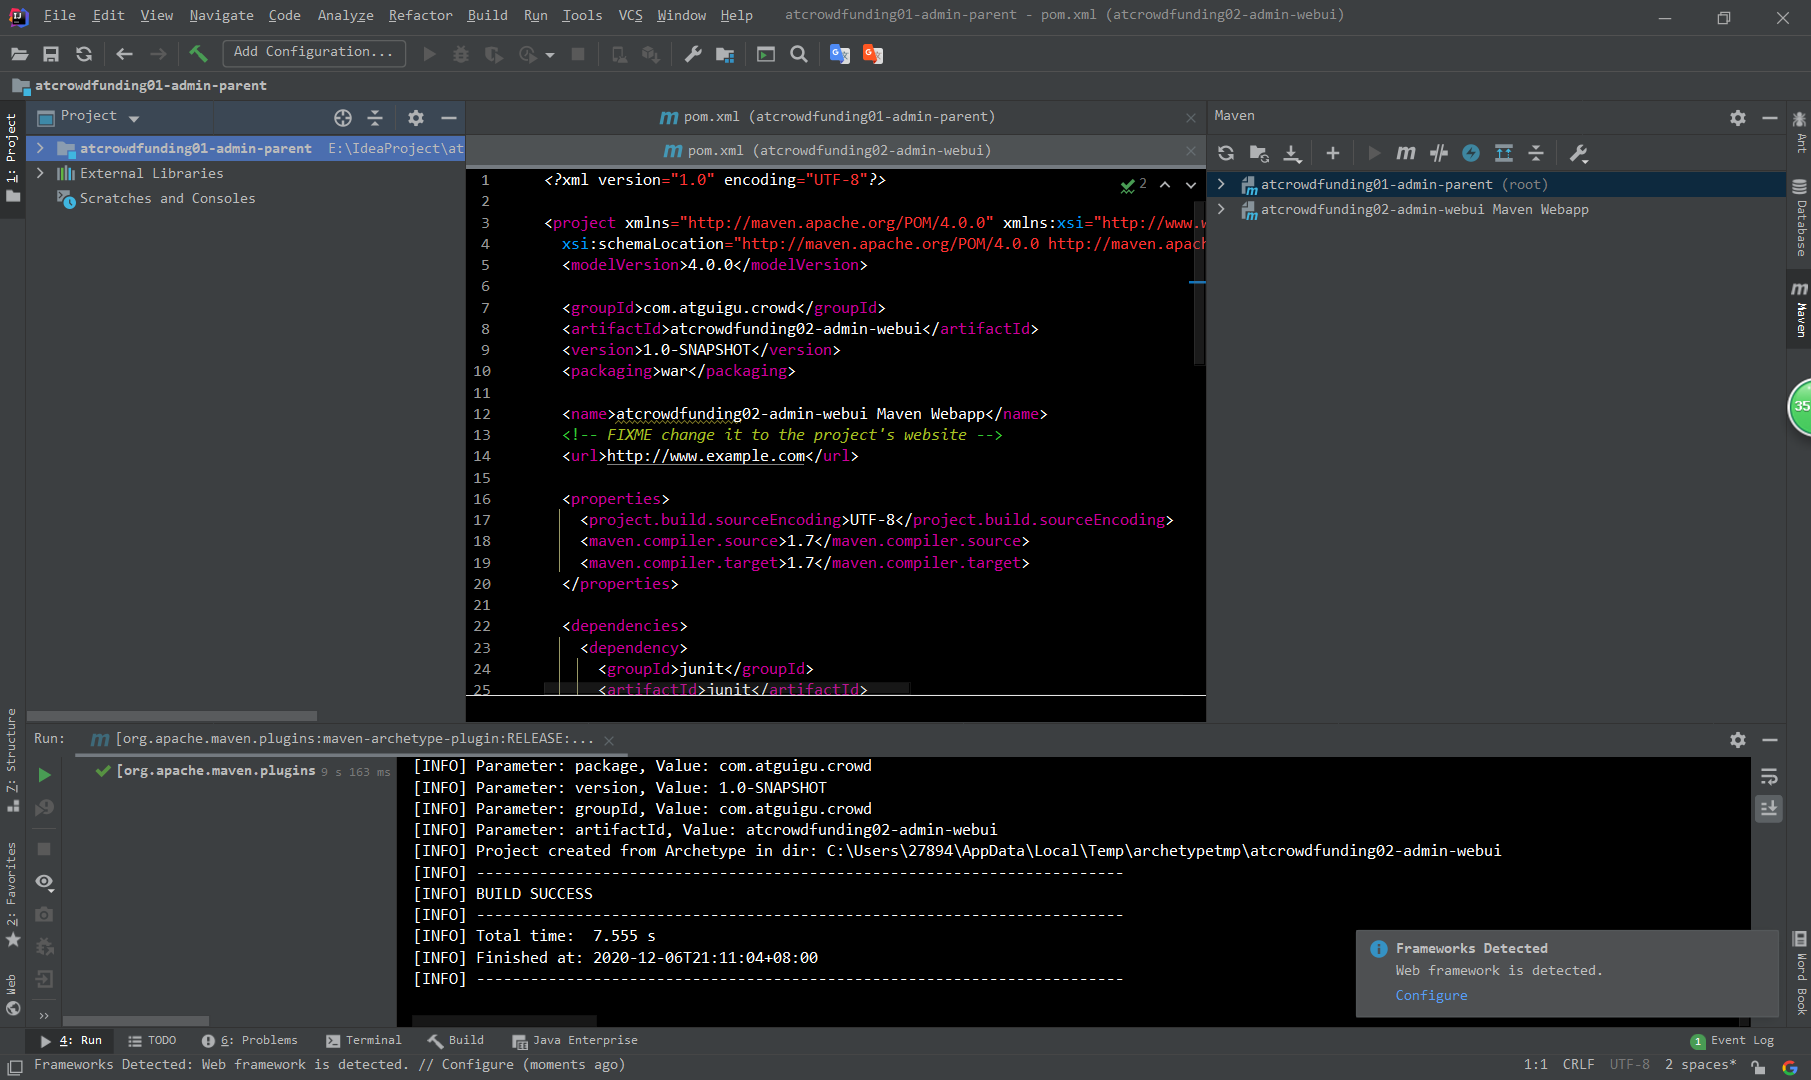 File Edit View Navigate Code Analyze Refactor Build Run Tools VCS Window Help atcrowdfunding01-admin-parent - pom.xml (atcrowdfunding02-admin-webui)
Add Configuration...
atcrowdfunding01-admin-parent
Project
atcrowdfunding01-admin-parent E:\IdeaProject\at
External Libraries
Scratches and Consoles
pom.xml (atcrowdfunding01-admin-parent)
pom.xml (atcrowdfunding02-admin-webui)
2
1 <?xml version="1.0" encoding="UTF-8"?>
2
3 <project xmlns="http://maven.apache.org/POM/4.0.0" xmlns:xsi="http://www.w
4 xsi:schemaLocation="http://maven.apache.org/POM/4.0.0 http://maven.apach
5 <modelVersion>4.0.0</modelVersion>
6
7 <groupId>com.atguigu.crowd</groupId>
8 <artifactId>atcrowdfunding02-admin-webui</artifactId>
9 <version>1.0-SNAPSHOT</version>
10 <packaging>war</packaging>
11
12 <name>atcrowdfunding02-admin-webui Maven Webapp</name>
13 <!-- FIXME change it to the project's website -->
14 <url>http://www.example.com</url>
15
16 <properties>
17 <project.build.sourceEncoding>UTF-8</project.build.sourceEncoding>
18 <maven.compiler.source>1.7</maven.compiler.source>
19 <maven.compiler.target>1.7</maven.compiler.target>
20 </properties>
21
22 <dependencies>
23 <dependency>
24 <groupId>junit</groupId>
25 <artifactId>junit</artifactId>
Maven
atcrowdfunding01-admin-parent (root)
atcrowdfunding02-admin-webui Maven Webapp
1: Project
Z: Structure
2: Favorites
Web
Ant
Database
Maven
35
Word Book
Run: [org.apache.maven.plugins:maven-archetype-plugin:RELEASE:...
[org.apache.maven.plugins 9 s 163 ms
[INFO] Parameter: package, Value: com.atguigu.crowd
[INFO] Parameter: version, Value: 1.0-SNAPSHOT
[INFO] Parameter: groupId, Value: com.atguigu.crowd
[INFO] Parameter: artifactId, Value: atcrowdfunding02-admin-webui
[INFO] Project created from Archetype in dir: C:\Users\27894\AppData\Local\Temp\archetypetmp\atcrowdfunding02-admin-webui
[INFO] ------------------------------------------------------------------------
[INFO] BUILD SUCCESS
[INFO] ------------------------------------------------------------------------
[INFO] Total time:  7.555 s
[INFO] Finished at: 2020-12-06T21:11:04+08:00
[INFO] ------------------------------------------------------------------------
Frameworks Detected
Web framework is detected.
Configure
4: Run TODO 6: Problems Terminal Build Java Enterprise 1 Event Log
Frameworks Detected: Web framework is detected. // Configure (moments ago) 1:1 CRLF UTF-8 2 spaces*